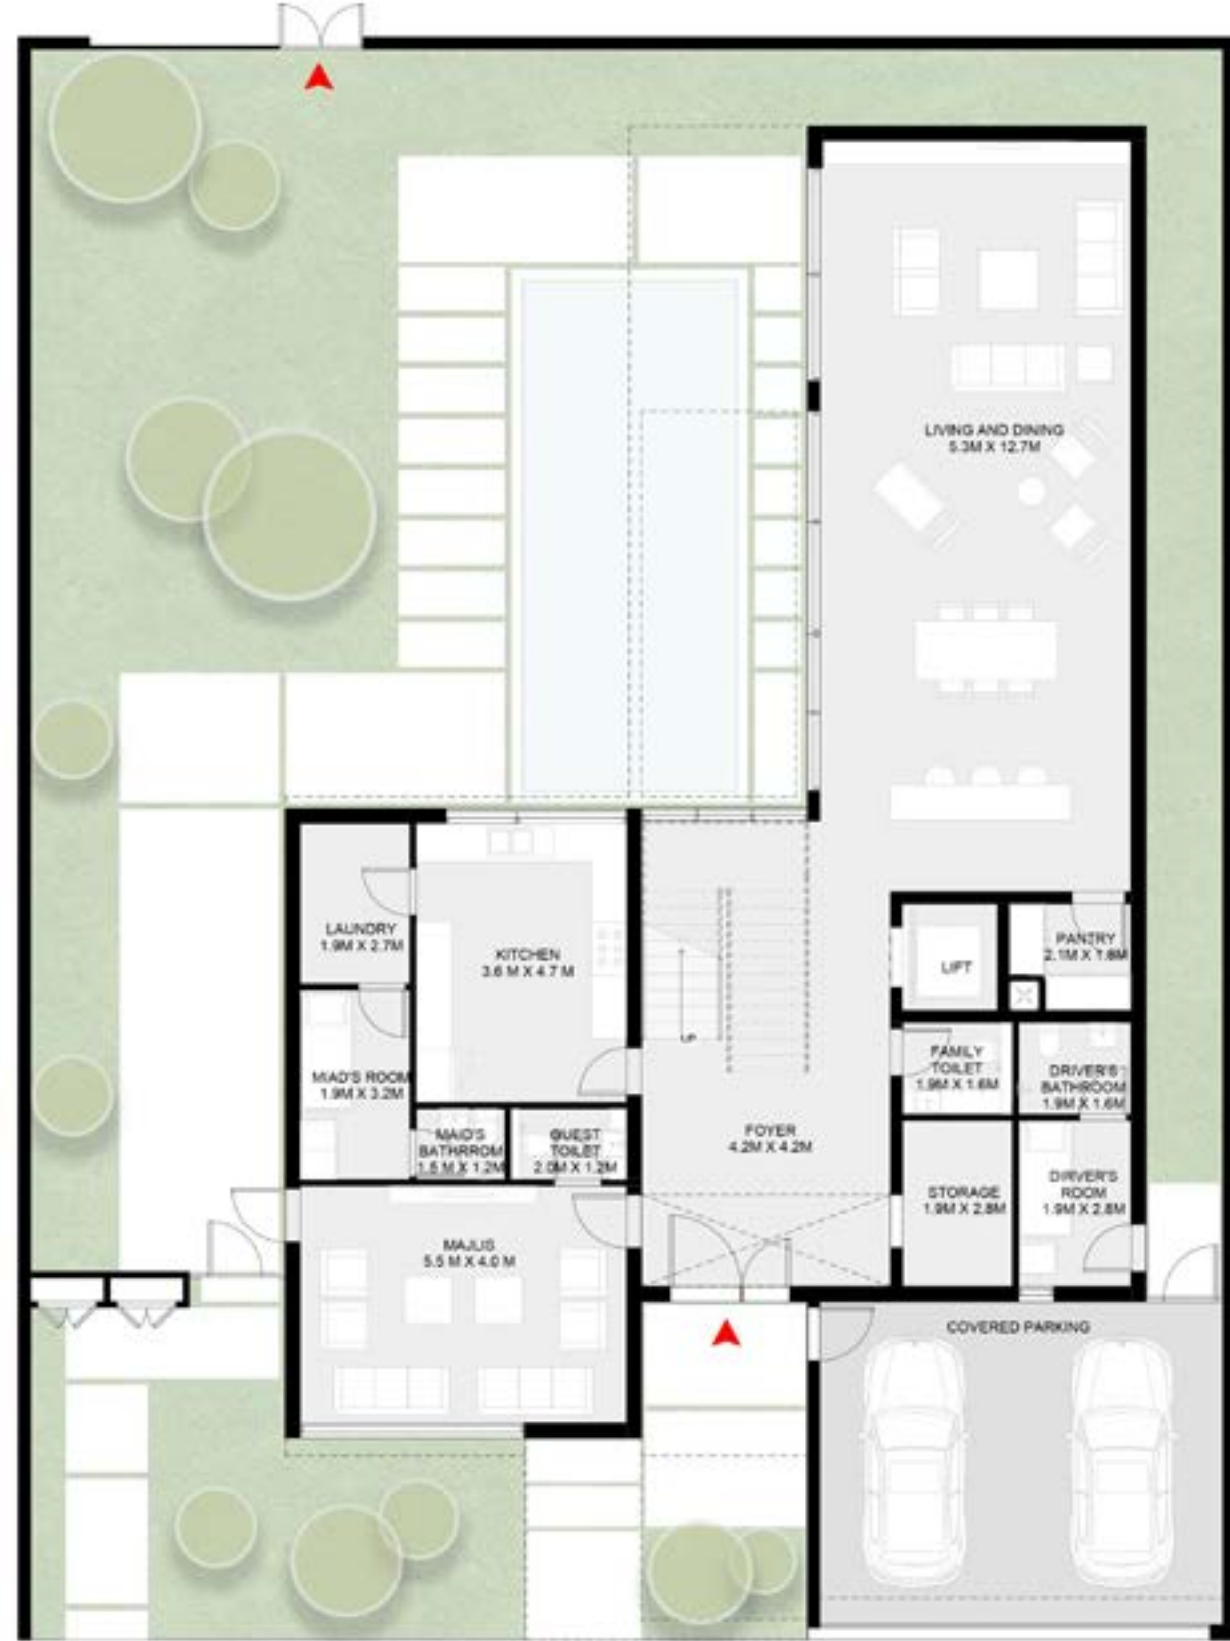 LIVING AND DINING
5.3M X 12.7M
LAUNDRY
1.9M X 2.7M
KITCHEN
3.6 M X 4.7 M
LIFT
PANTRY
2.1M X 1.8M
UP
MIAD'S ROOM
1.9M X 3.2M
FAMILY
TOILET
1.9M X 1.6M
DRIVER'S
BATHROOM
1.9M X 1.6M
MAID'S
BATHRROM
1.5 M X 1.2M
GUEST
TOILET
2.0M X 1.2M
FOYER
4.2M X 4.2M
STORAGE
1.9M X 2.8M
DIRVER'S
ROOM
1.9M X 2.8M
MAJLIS
5.5 M X 4.0 M
COVERED PARKING